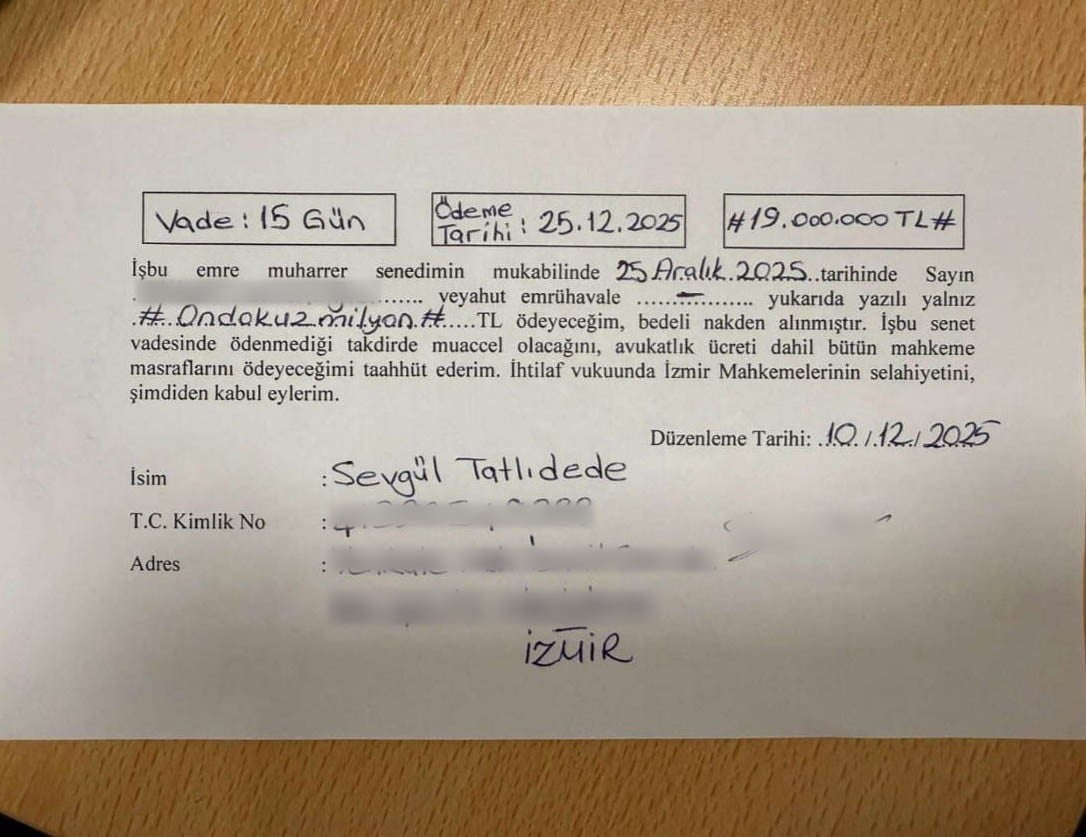 Vade : 15 Gün
Ödeme Tarihi : 25.12.2025
#19.000.000 TL#
İşbu emre muharrer senedimin mukabilinde 25 Aralık.2025..tarihinde Sayın
...... veyahut emrühavale ......–........ yukarıda yazılı yalnız
.#..Ondokuz milyon.#.....TL ödeyeceğim, bedeli nakden alınmıştır. İşbu senet
vadesinde ödenmediği takdirde muaccel olacağını, avukatlık ücreti dahil bütün mahkeme
masraflarını ödeyeceğimi taahhüt ederim. İhtilaf vukuunda İzmir Mahkemelerinin selahiyetini,
şimdiden kabul eylerim.
Düzenleme Tarihi: .10./.12./.2025
İsim : Sevgül Tatlıdede
T.C. Kimlik No :
Adres :
İZMİR